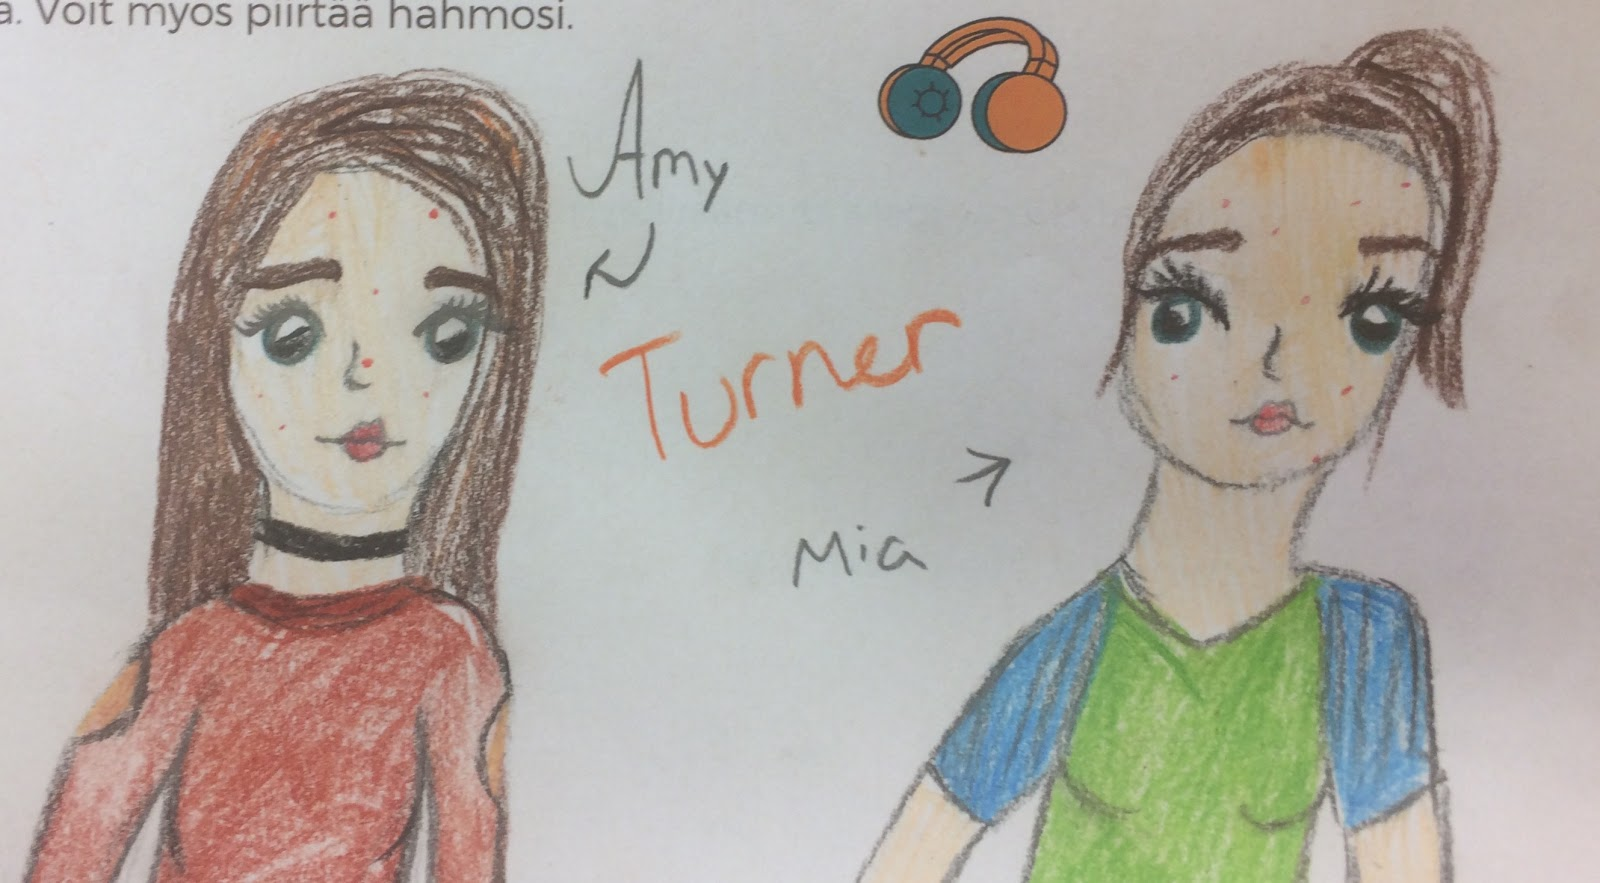 a. Voit myös piirtää hahmosi.
Amy
Turner
Mia